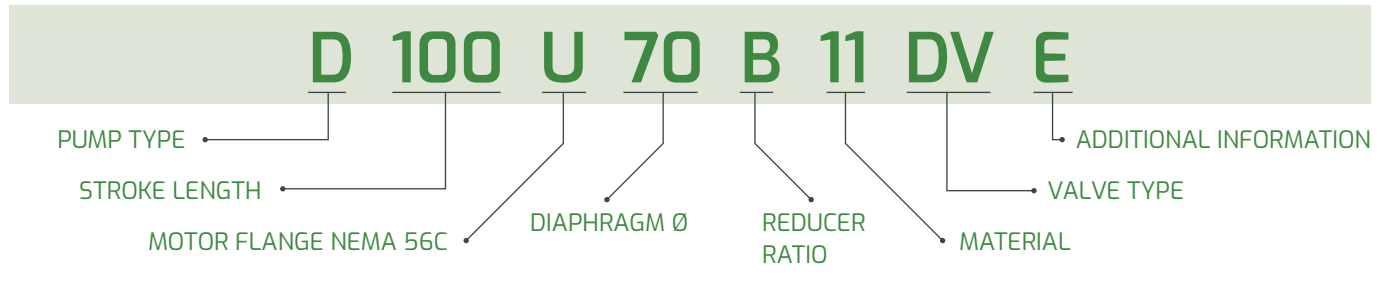 D 100 U 70 B 11 DV E
PUMP TYPE
ADDITIONAL INFORMATION
STROKE LENGTH
VALVE TYPE
DIAPHRAGM Ø
REDUCER
RATIO
MOTOR FLANGE NEMA 56C
MATERIAL